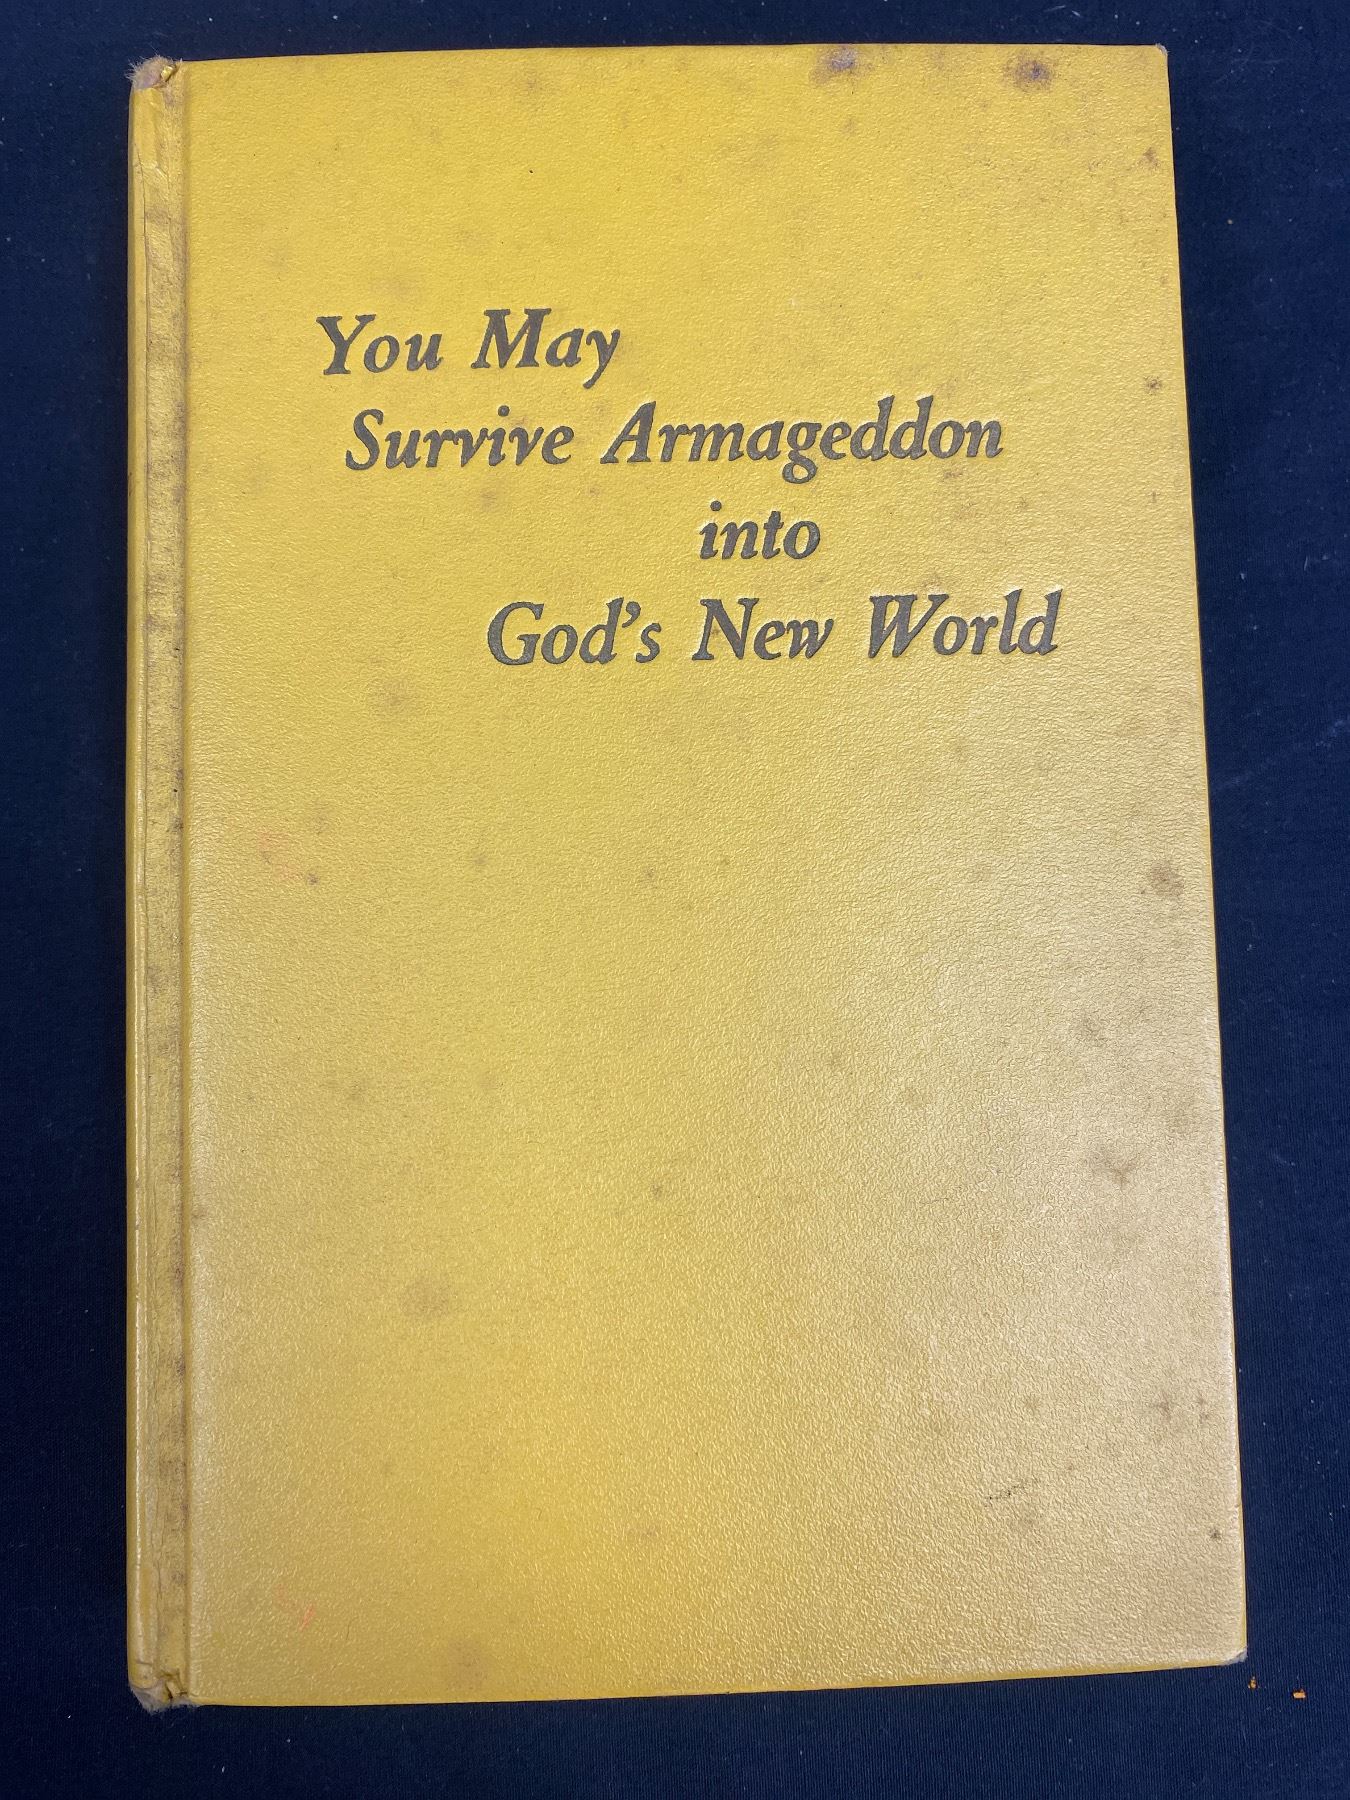 You May
Survive Armageddon
into
God's New World